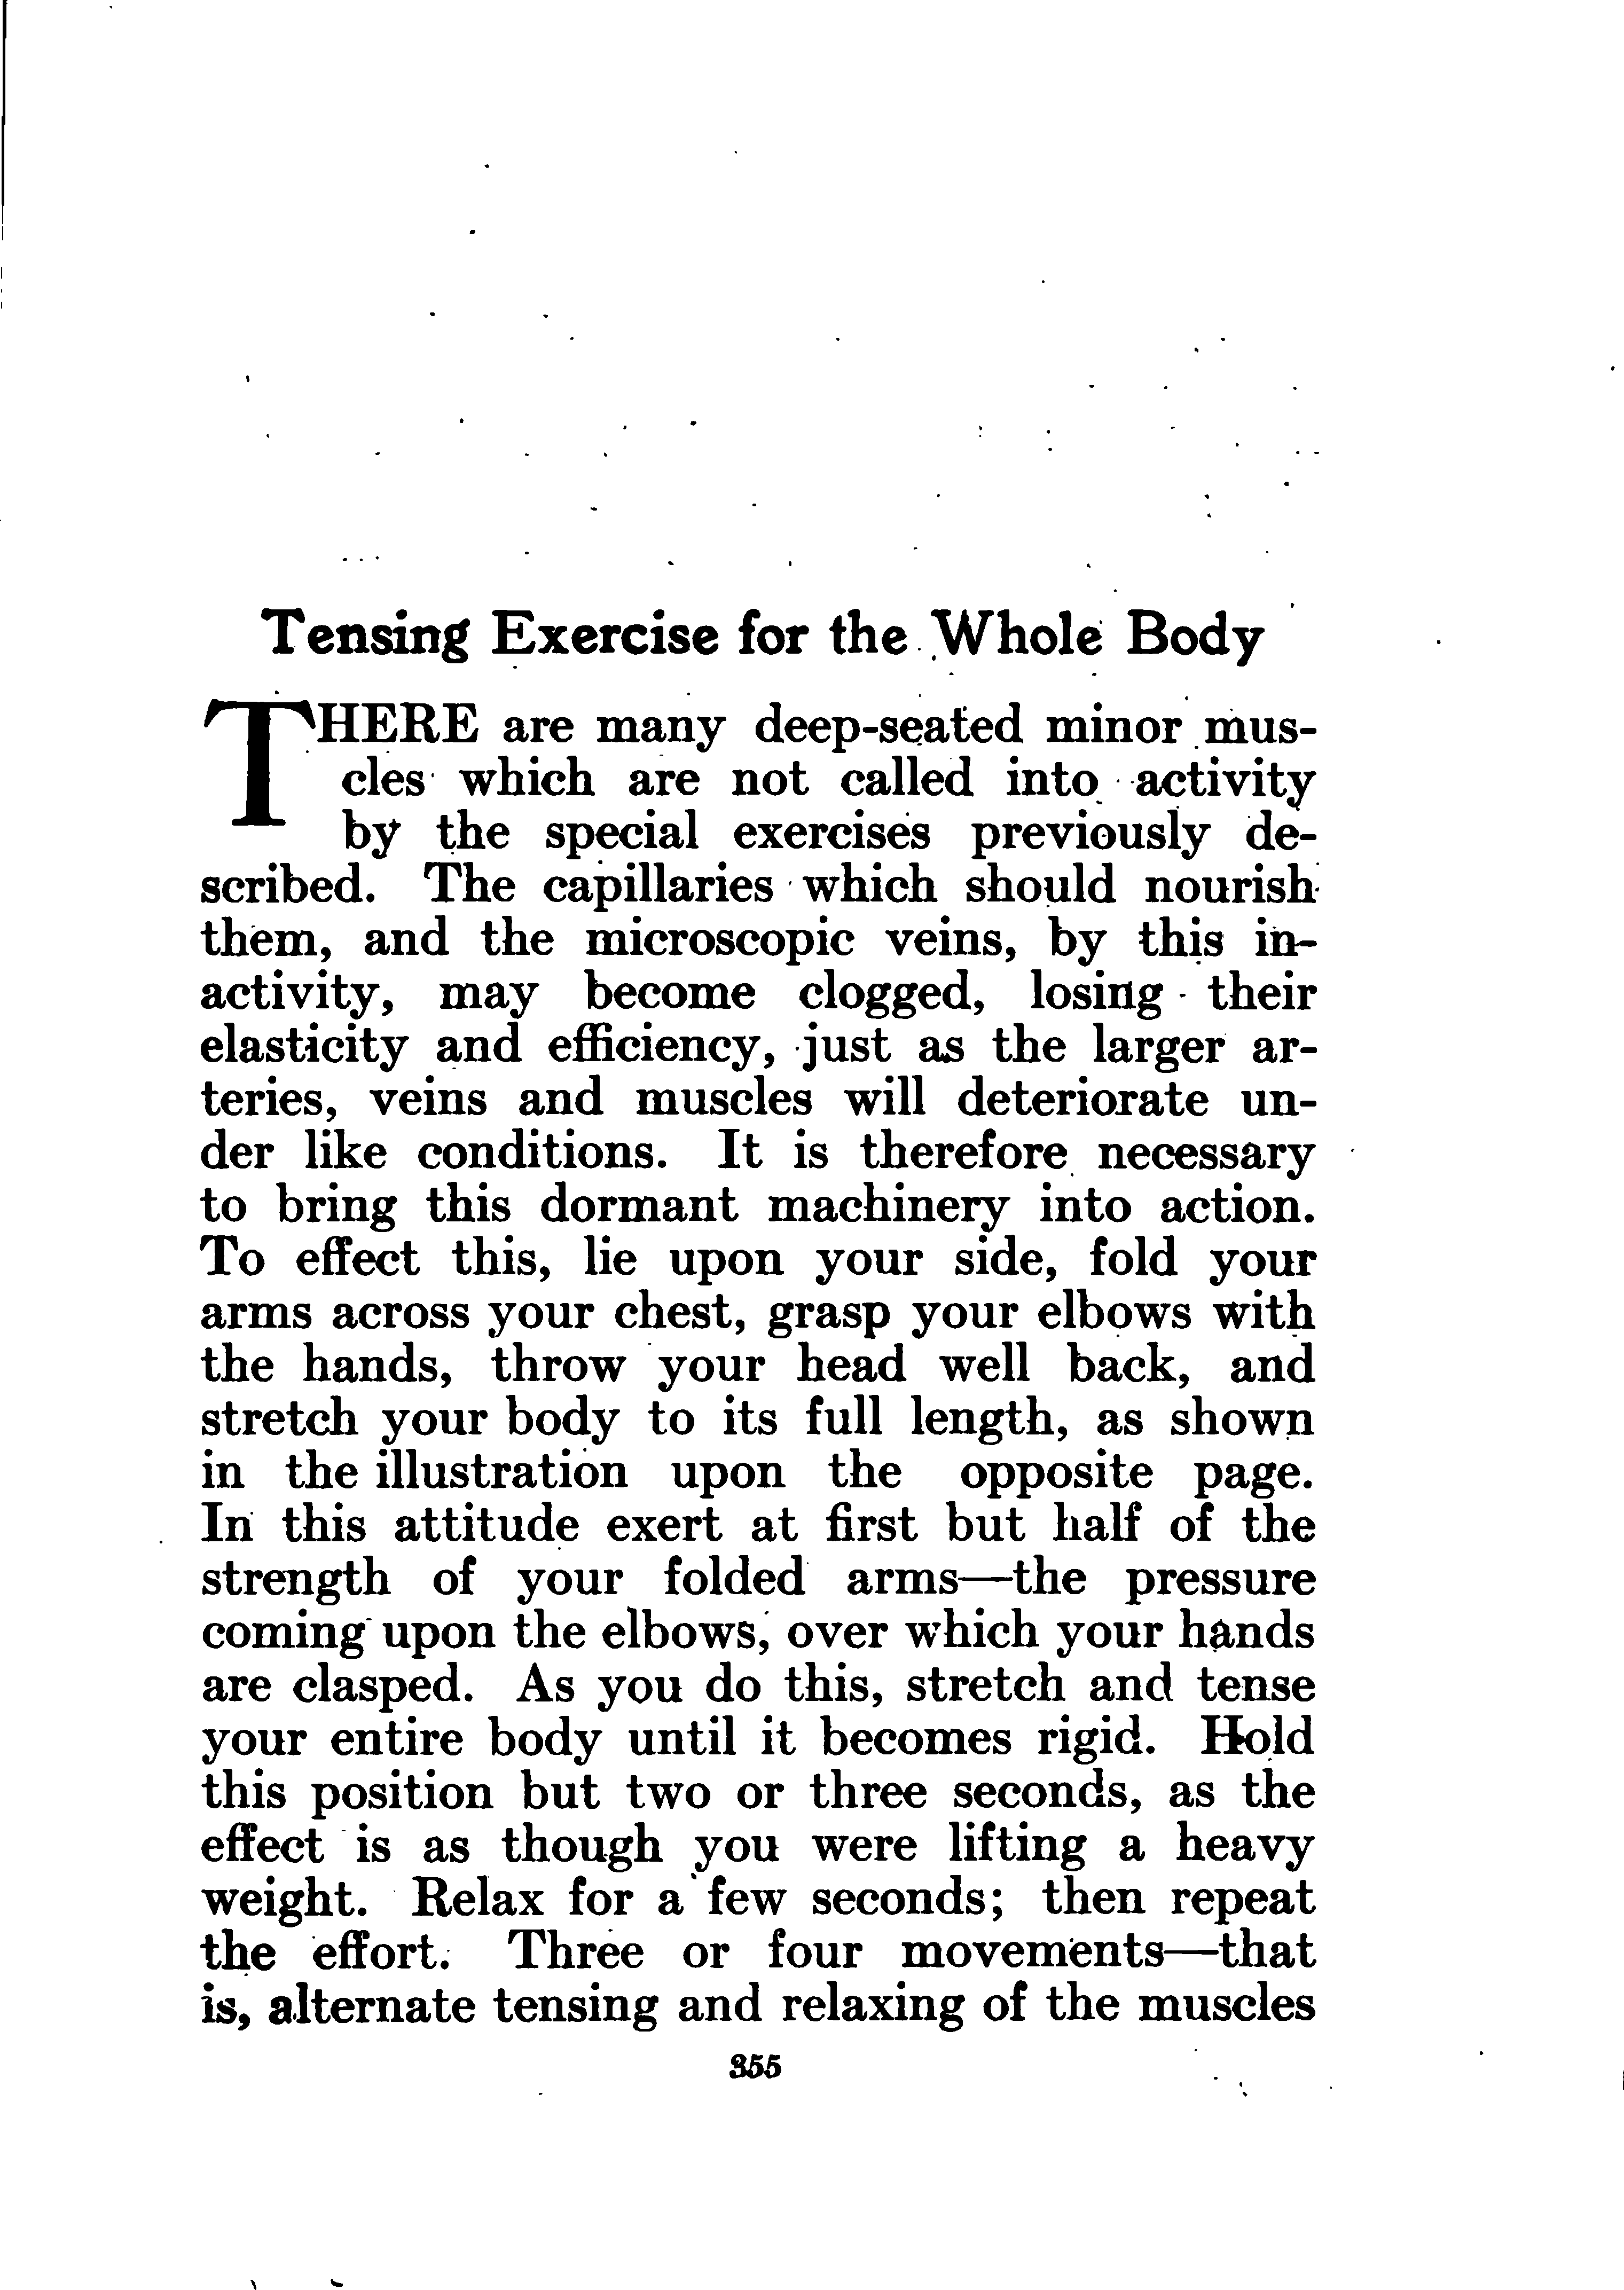 Tensing Exercise for the Whole Body
THERE are many deep-seated minor mus-
cles which are not called into activity
by the special exercises previously de-
scribed. The capillaries which should nourish
them, and the microscopic veins, by this in-
activity, may become clogged, losing their
elasticity and efficiency, just as the larger ar-
teries, veins and muscles will deteriorate un-
der like conditions. It is therefore necessary
to bring this dormant machinery into action.
To effect this, lie upon your side, fold your
arms across your chest, grasp your elbows with
the hands, throw your head well back, and
stretch your body to its full length, as shown
in the illustration upon the opposite page.
In this attitude exert at first but half of the
strength of your folded arms—the pressure
coming upon the elbows, over which your hands
are clasped. As you do this, stretch and tense
your entire body until it becomes rigid. Hold
this position but two or three seconds, as the
effect is as though you were lifting a heavy
weight. Relax for a few seconds; then repeat
the effort. Three or four movements—that
is, alternate tensing and relaxing of the muscles
355